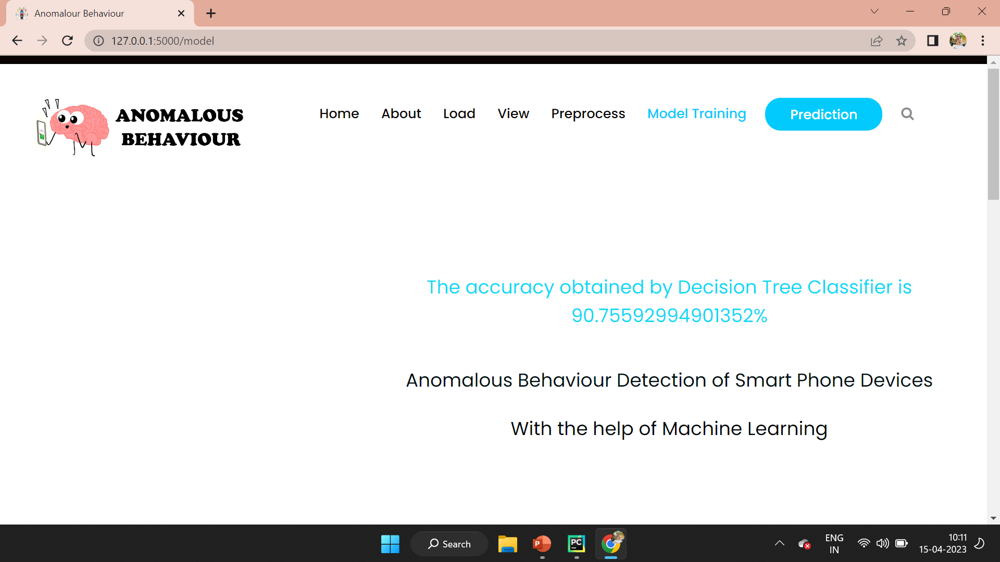 Anomalour Behaviour
127.0.0.1:5000/model
ANOMALOUS
BEHAVIOUR
Home About Load View Preprocess Model Training Prediction
The accuracy obtained by Decision Tree Classifier is
90.75592994901352%
Anomalous Behaviour Detection of Smart Phone Devices
With the help of Machine Learning
Search
P
PC
ENG
IN
10:11
15-04-2023